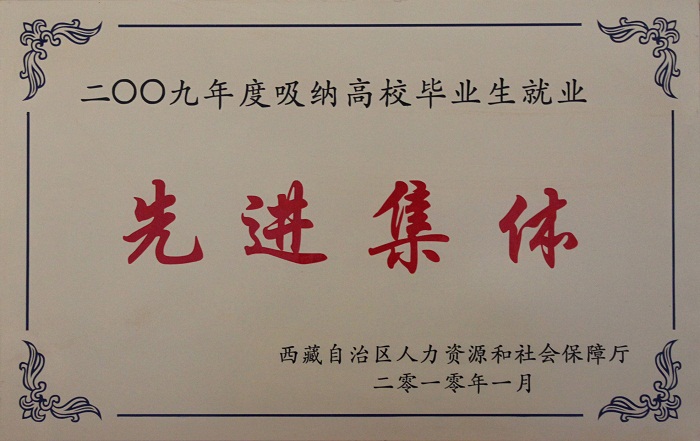 二〇〇九年度吸纳高校毕业生就业
先进集体
西藏自治区人力资源和社会保障厅
二零一零年一月